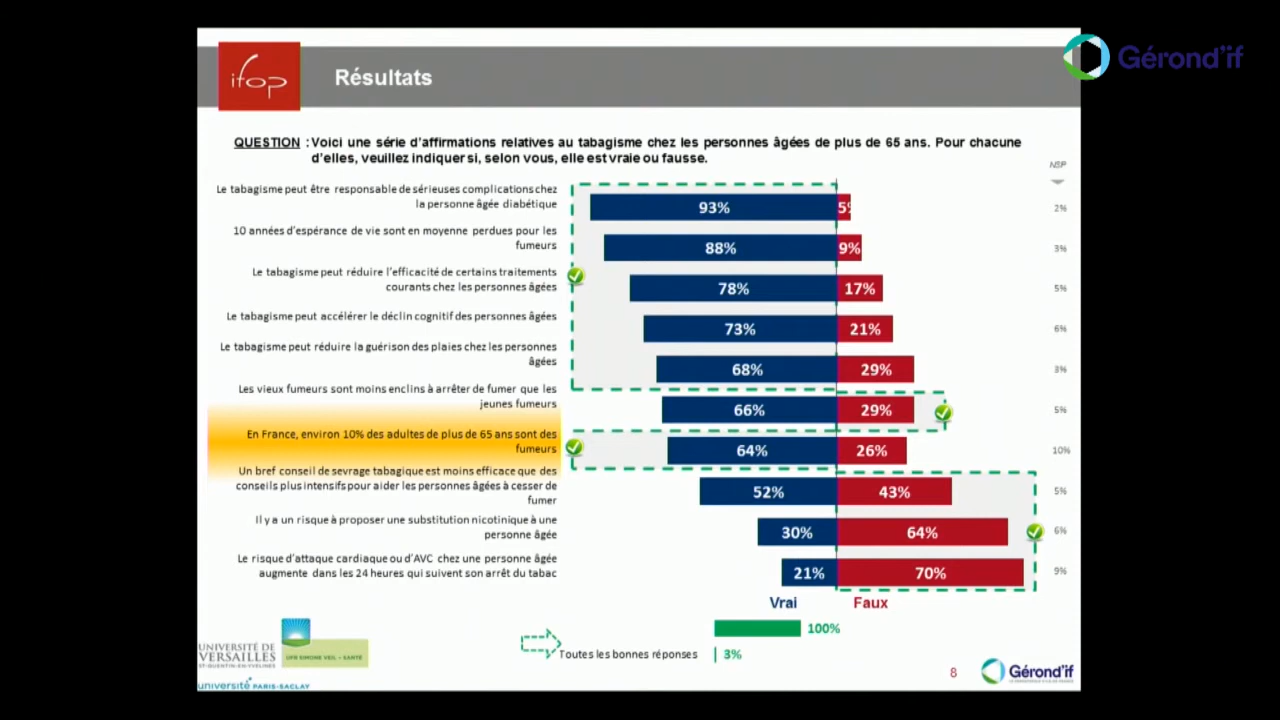 Gérond'if
ifop
Résultats
QUESTION : Voici une série d'affirmations relatives au tabagisme chez les personnes âgées de plus de 65 ans. Pour chacune
d'elles, veuillez indiquer si, selon vous, elle est vraie ou fausse.
NSP
Le tabagisme peut être responsable de sérieuses complications chez
la personne âgée diabétique
93% 5% 2%
10 années d'espérance de vie sont en moyenne perdues pour les
fumeurs
88% 9% 3%
Le tabagisme peut réduire l'efficacité de certains traitements
courants chez les personnes âgées
78% 17% 5%
Le tabagisme peut accélérer le déclin cognitif des personnes âgées
73% 21% 6%
Le tabagisme peut réduire la guérison des plaies chez les personnes
âgées
68% 29% 3%
Les vieux fumeurs sont moins enclins à arrêter de fumer que les
jeunes fumeurs
66% 29% 5%
En France, environ 10% des adultes de plus de 65 ans sont des
fumeurs
64% 26% 10%
Un bref conseil de sevrage tabagique est moins efficace que des
conseils plus intensifs pour aider les personnes âgées à cesser de
fumer
52% 43% 5%
Il y a un risque à proposer une substitution nicotinique à une
personne âgée
30% 64% 6%
Le risque d'attaque cardiaque ou d'AVC chez une personne âgée
augmente dans les 24 heures qui suivent son arrêt du tabac
21% 70% 9%
Vrai Faux
100%
Toutes les bonnes réponses 3%
UNIVERSITÉ DE
VERSAILLES
ST-QUENTIN-EN-YVELINES
UFR SIMONE VEIL - SANTÉ
université PARIS-SACLAY
8
Gérond'if